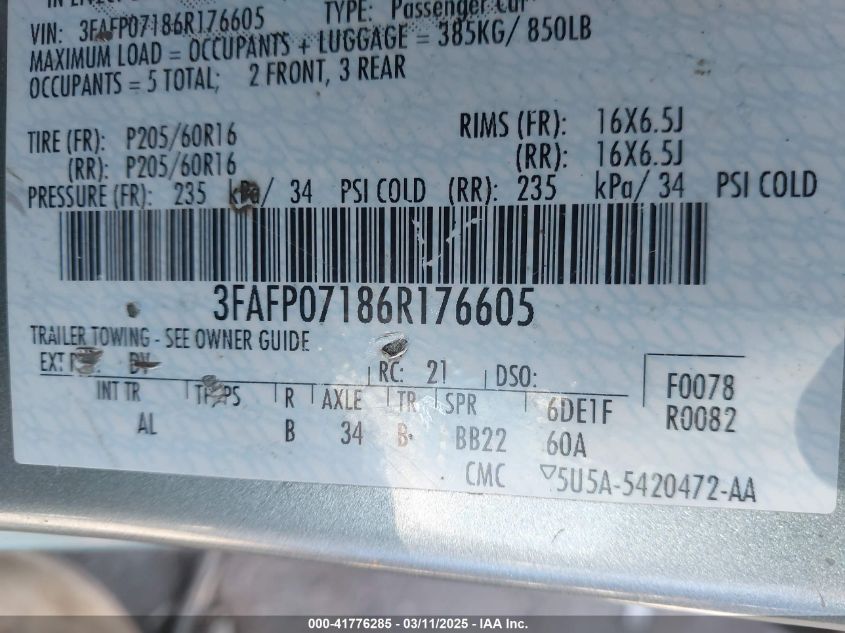 TYPE: Passenger Car
VIN: 3FAFP07186R176605
MAXIMUM LOAD = OCCUPANTS + LUGGAGE = 385KG/ 850LB
OCCUPANTS = 5 TOTAL; 2 FRONT, 3 REAR
TIRE (FR): P205/60R16 RIMS (FR): 16X6.5J
(RR): P205/60R16 (RR): 16X6.5J
PRESSURE (FR): 235 kPa/ 34 PSI COLD (RR): 235 kPa/ 34 PSI COLD
3FAFP07186R176605
TRAILER TOWING - SEE OWNER GUIDE
EXT RC: 21 DSO:
F0078
R0082
INT TR R AXLE TR SPR 6DE1F
AL B 34 B BB22 60A
CMC 5U5A-5420472-AA
000-41776285 - 03/11/2025 - IAA Inc.